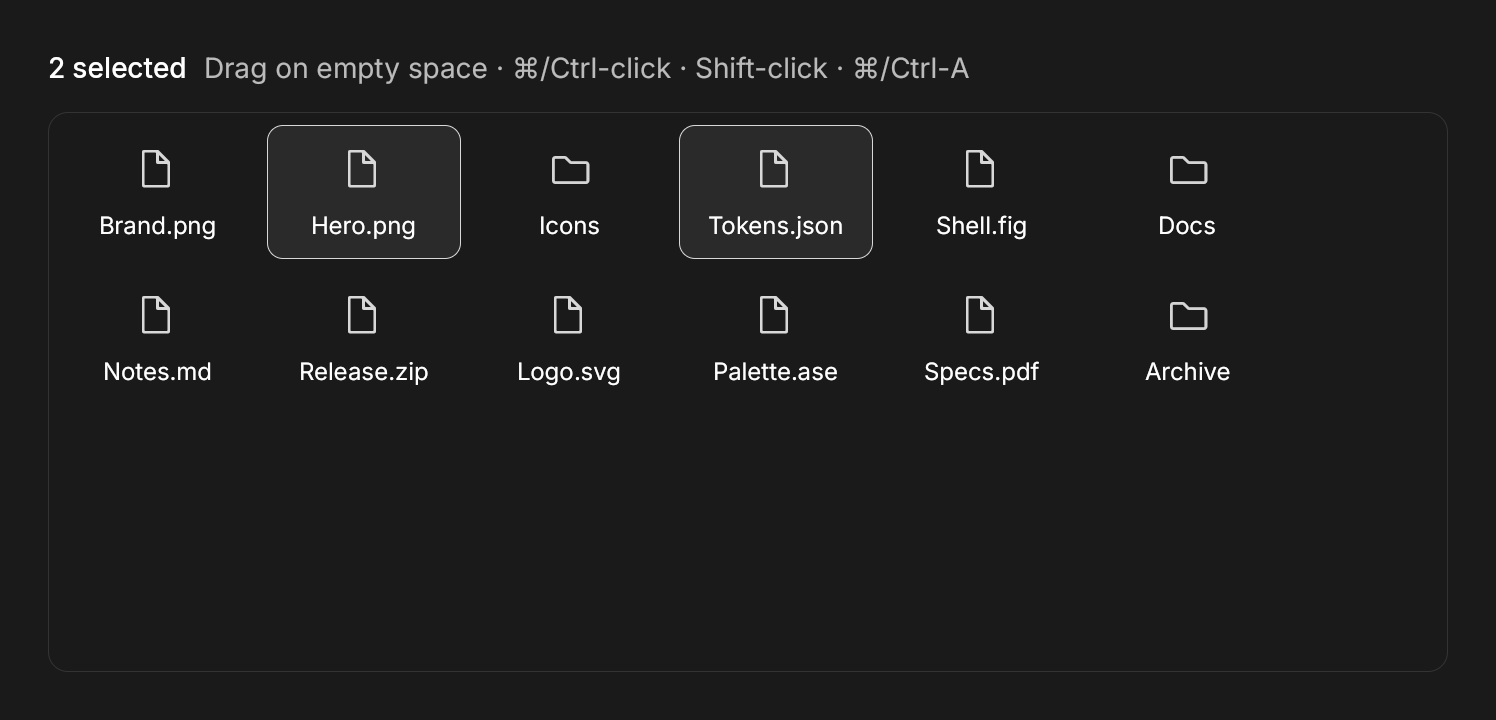 2 selected Drag on empty space · ⌘/Ctrl-click · Shift-click · ⌘/Ctrl-A
Brand.png Hero.png Icons Tokens.json Shell.fig Docs
Notes.md Release.zip Logo.svg Palette.ase Specs.pdf Archive